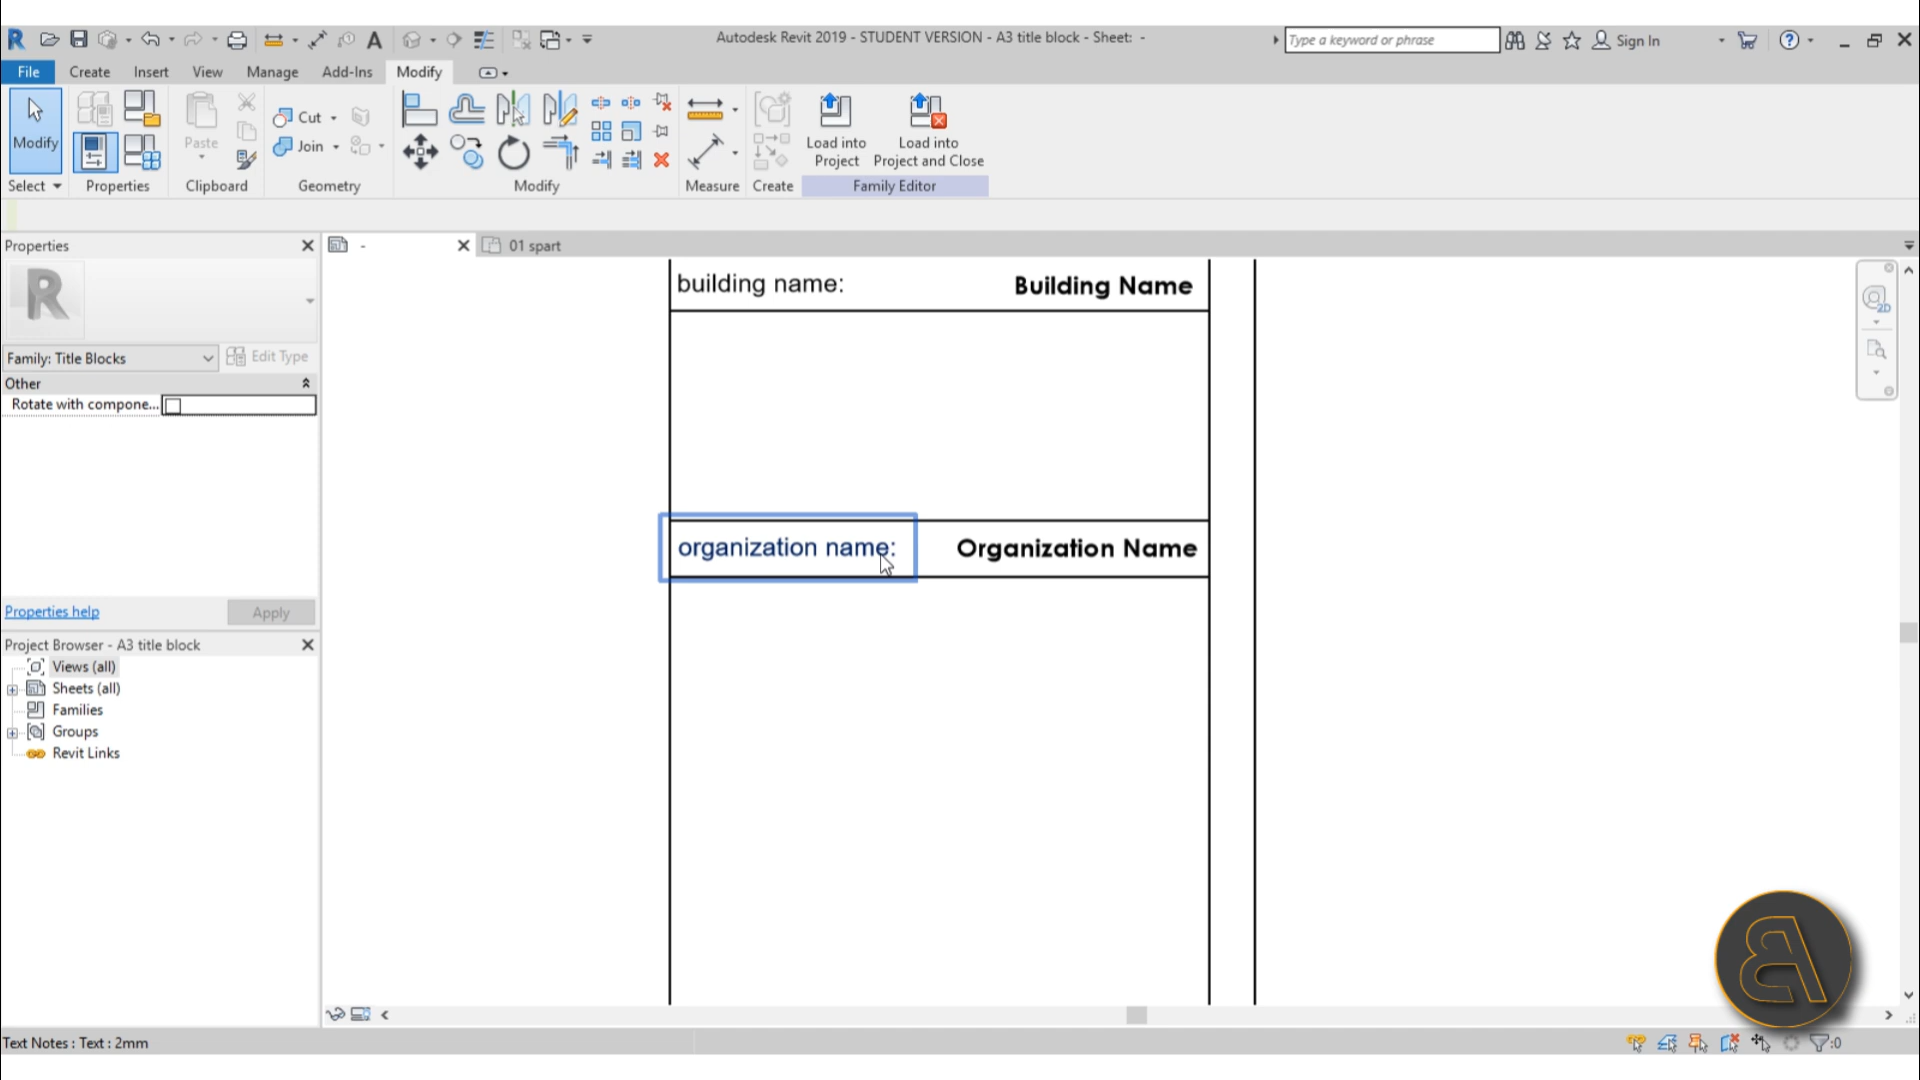 Autodesk Revit 2019 - STUDENT VERSION - A3 title block - Sheet: -
Type a keyword or phrase
Sign In
File Create Insert View Manage Add-Ins Modify
Modify
Paste
Cut
Join
Load into Project
Load into Project and Close
Select Properties Clipboard Geometry Modify Measure Create Family Editor
Properties
-
01 spart
2D
Family: Title Blocks
Edit Type
Other
Rotate with compone...
Properties help
Apply
Project Browser - A3 title block
Views (all)
Sheets (all)
Families
Groups
Revit Links
building name: Building Name
organization name: Organization Name
Text Notes : Text : 2mm
:0